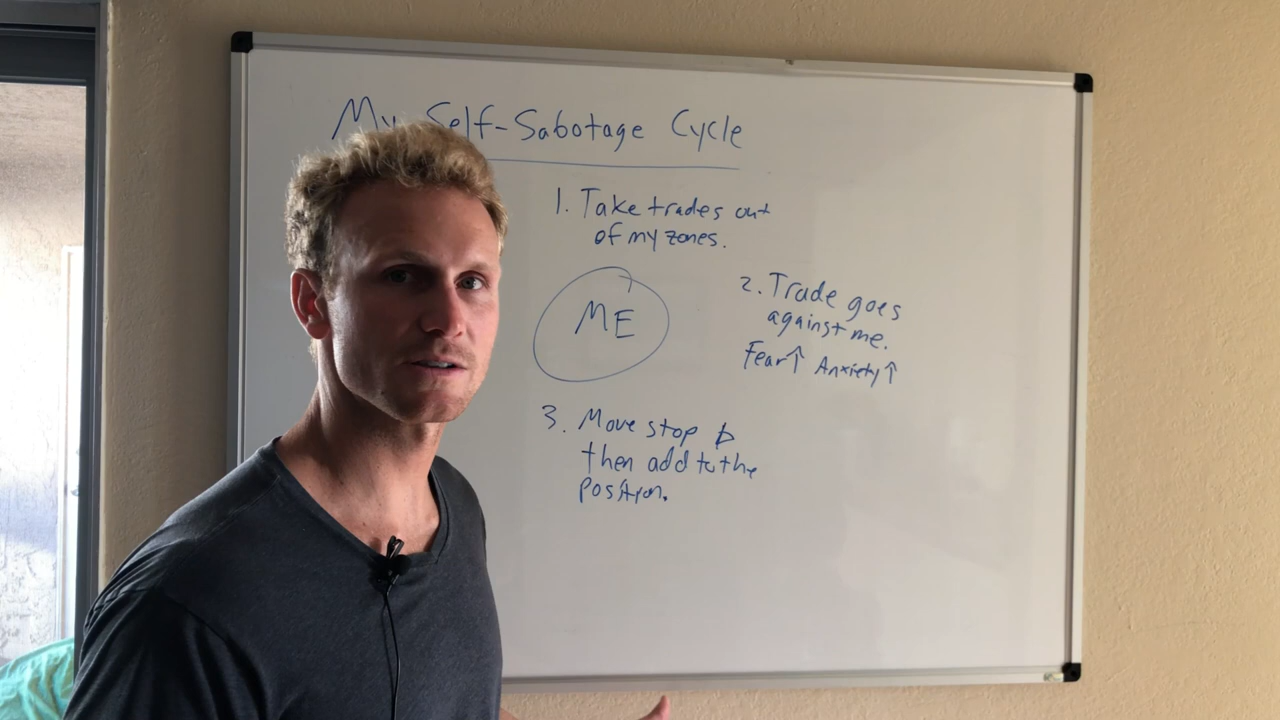 My Self-Sabotage Cycle
1. Take trades out
of my zones.
ME
2. Trade goes
against me.
Fear↑ Anxiety↑
3. Move stop &
then add to the
position.